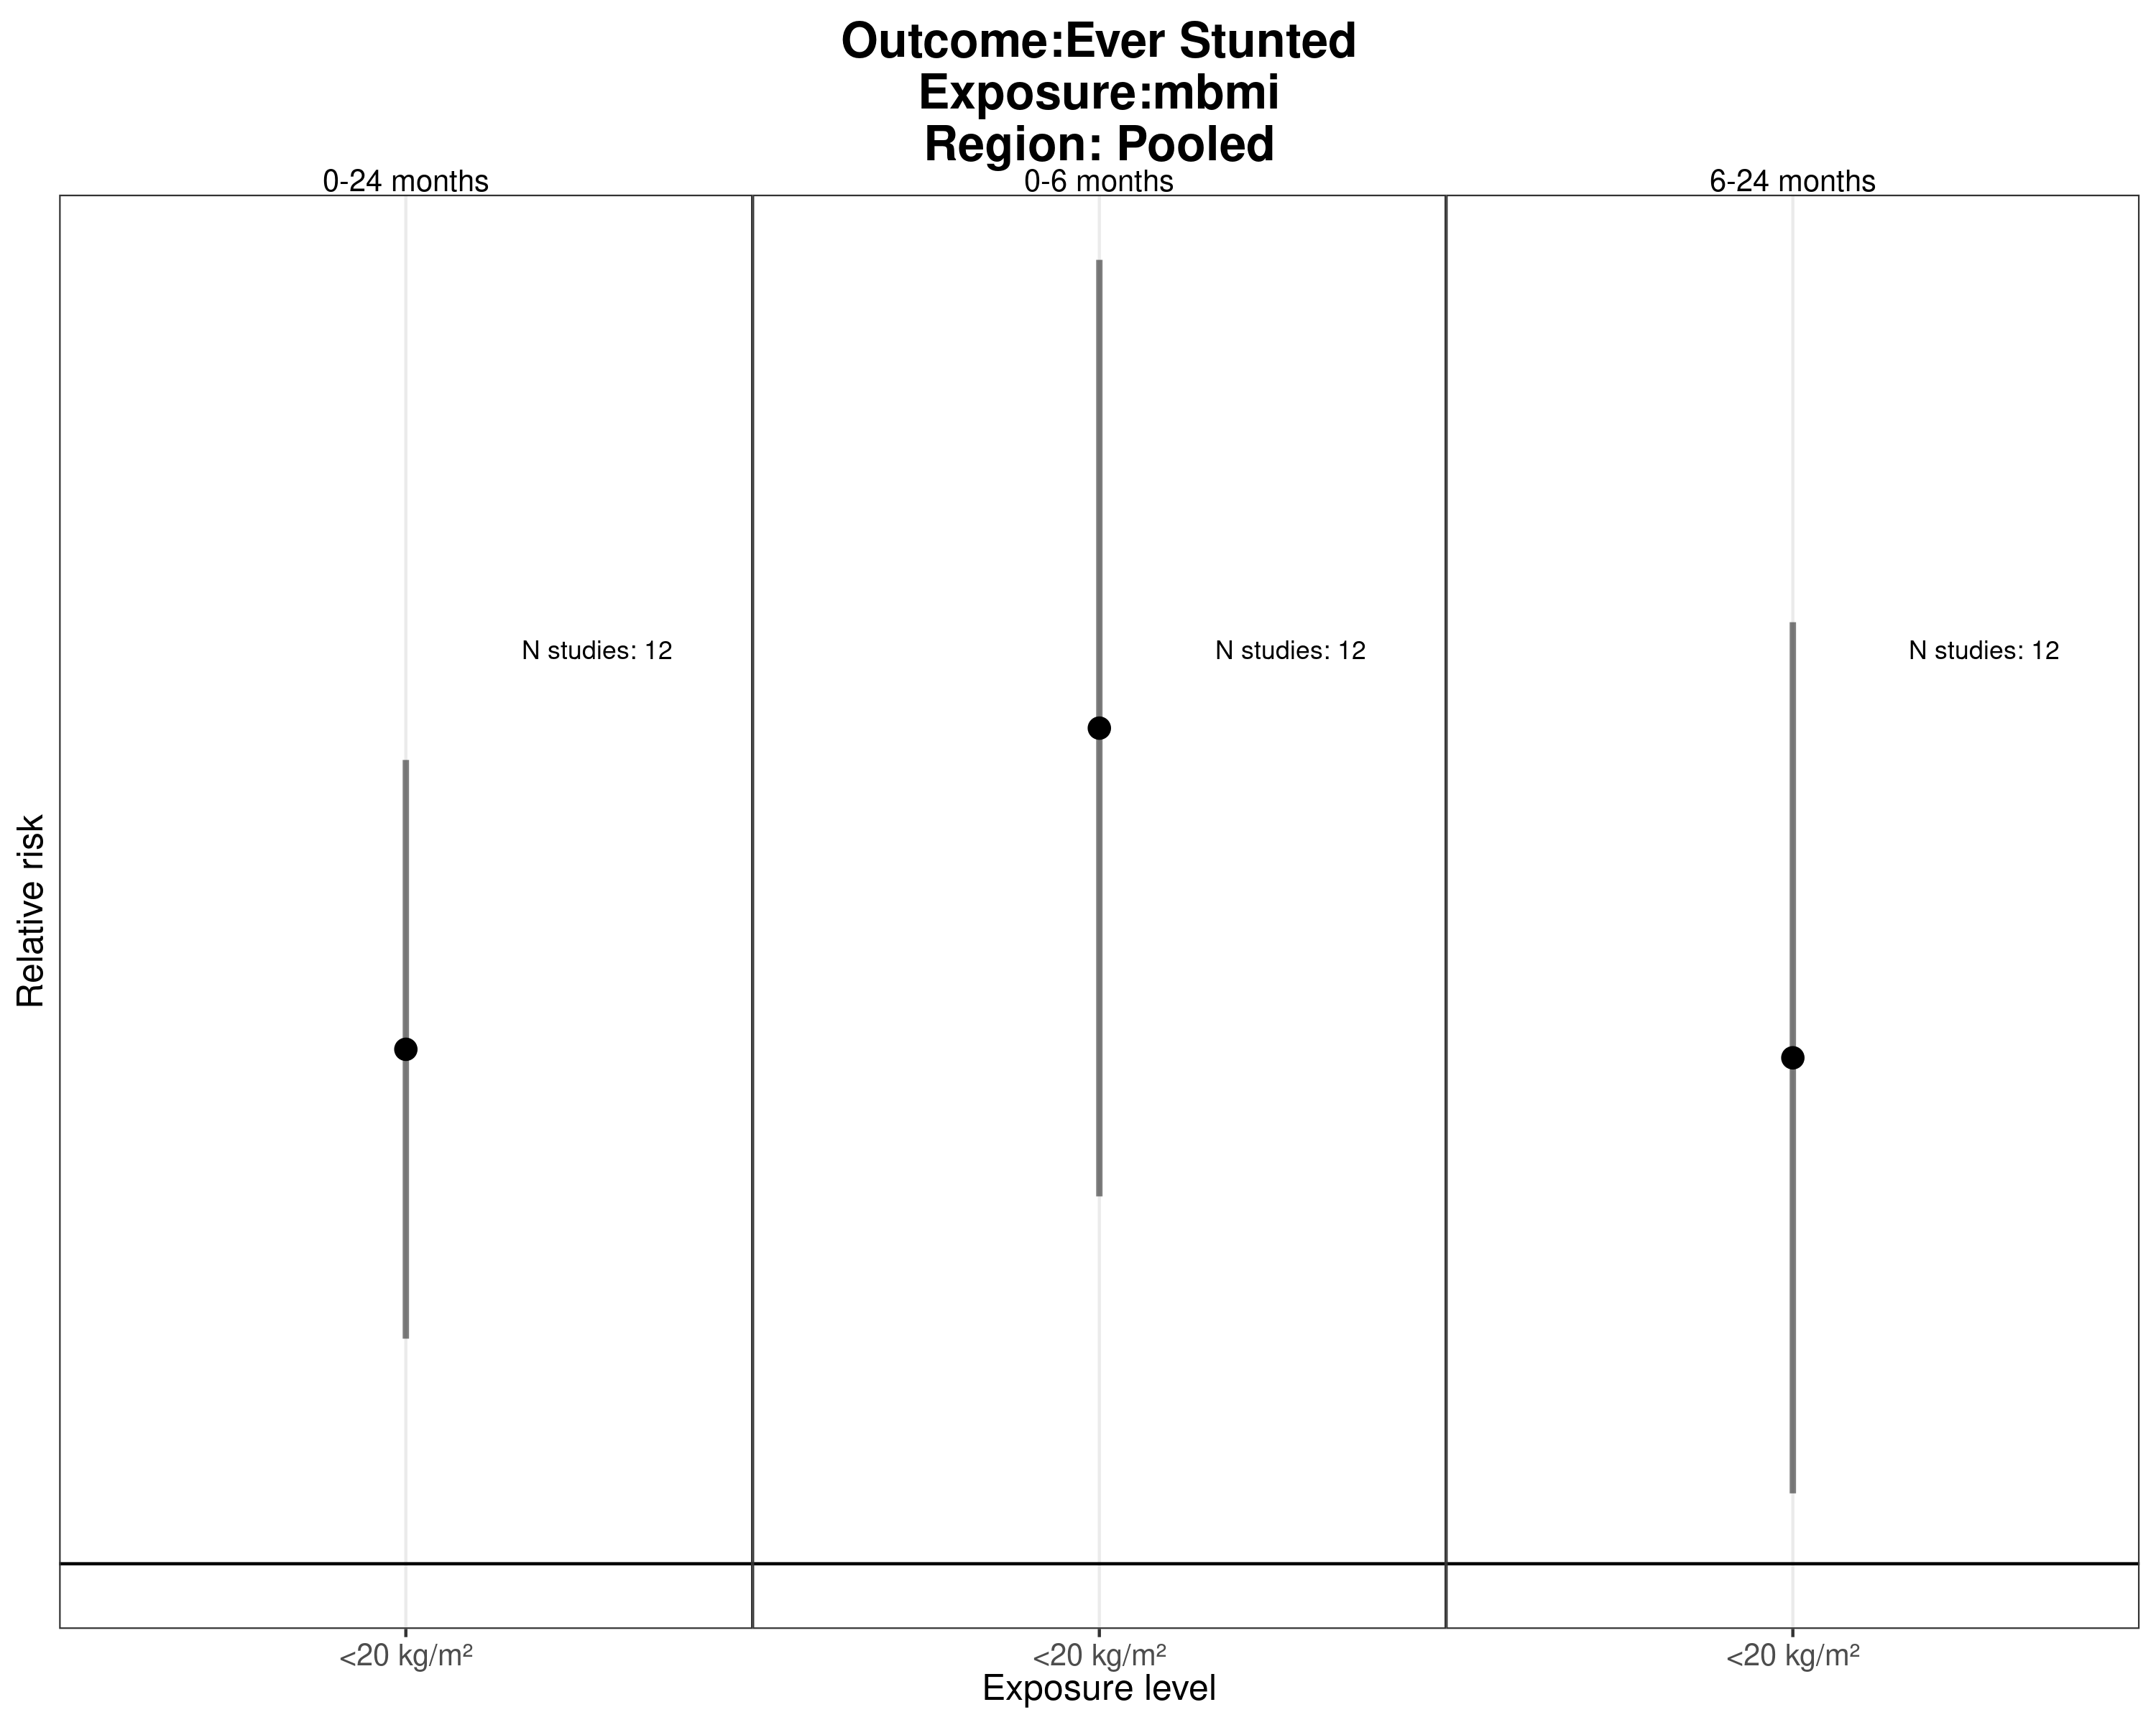 Outcome:Ever Stunted
Exposure:mbmi
Region: Pooled
0-24 months
0-6 months
6-24 months
N studies: 12
N studies: 12
N studies: 12
Relative risk
<20 kg/m²
<20 kg/m²
<20 kg/m²
Exposure level